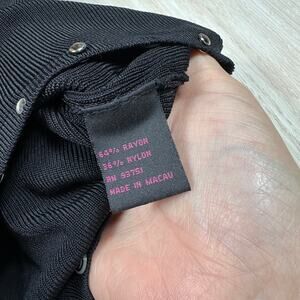 64% RAYON
36% NYLON
RN 93751
MADE IN MACAU